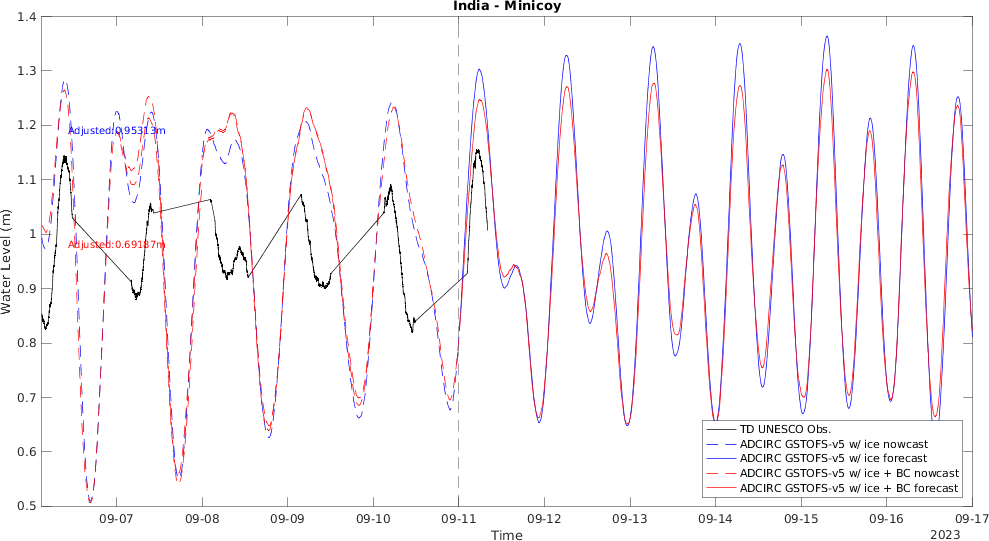 India - Minicoy
1.4
1.3
1.2
1.1
1
0.9
0.8
0.7
0.6
0.5
Water Level (m)
Adjusted:0.95313m
Adjusted:0.69187m
TD UNESCO Obs.
ADCIRC GSTOFS-v5 w/ ice nowcast
ADCIRC GSTOFS-v5 w/ ice forecast
ADCIRC GSTOFS-v5 w/ ice + BC nowcast
ADCIRC GSTOFS-v5 w/ ice + BC forecast
09-07 09-08 09-09 09-10 09-11 09-12 09-13 09-14 09-15 09-16 09-17
Time
2023